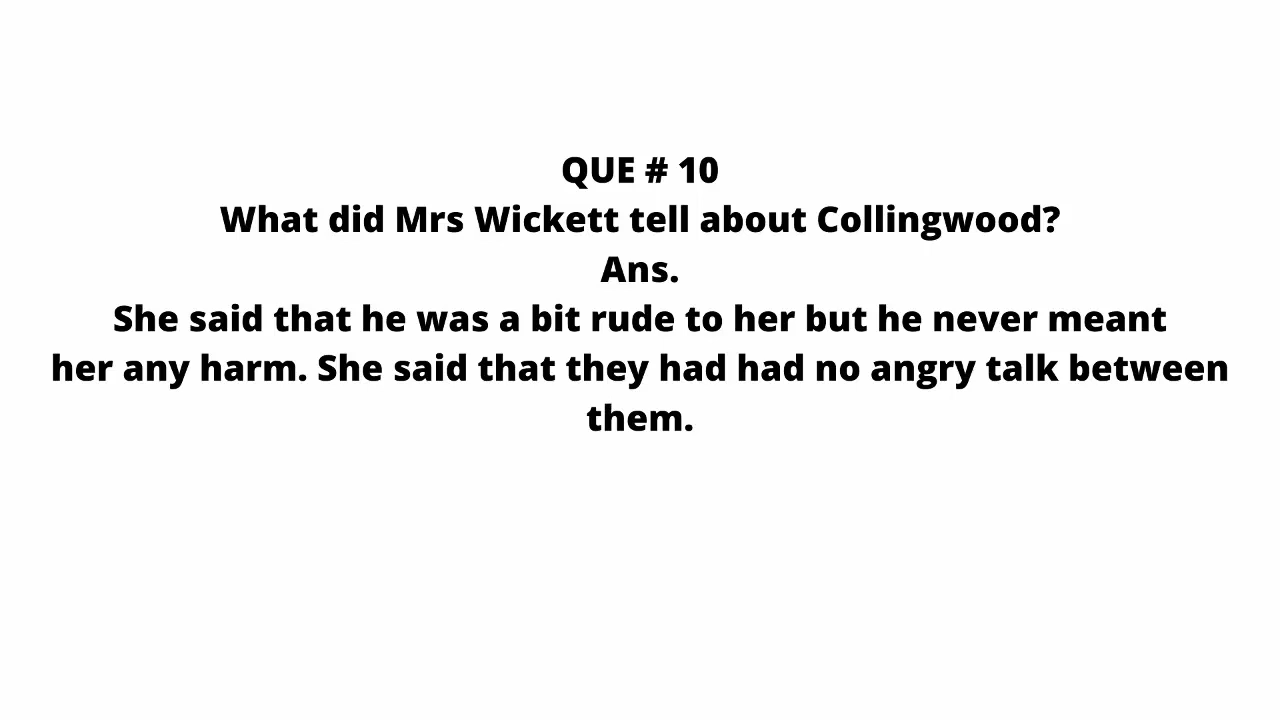 QUE # 10
What did Mrs Wickett tell about Collingwood?
Ans.
She said that he was a bit rude to her but he never meant
her any harm. She said that they had had no angry talk between
them.